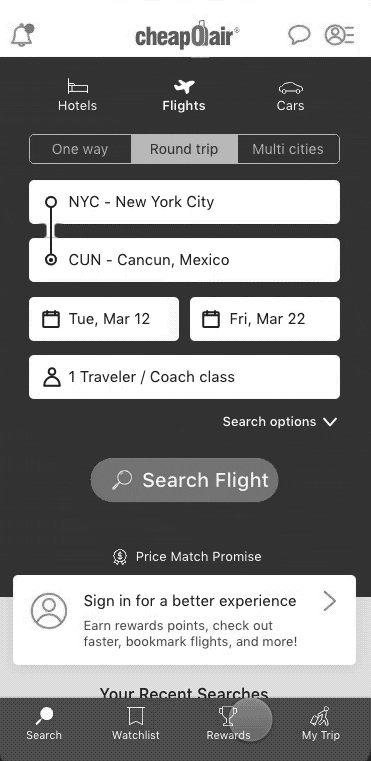 cheapOair®
Hotels
Flights
Cars
One way
Round trip
Multi cities
NYC - New York City
CUN - Cancun, Mexico
Tue, Mar 12
Fri, Mar 22
1 Traveler / Coach class
Search options
Search Flight
Price Match Promise
Sign in for a better experience
Earn rewards points, check out
faster, bookmark flights, and more!
Your Recent Searches
Search
Watchlist
Rewards
My Trip